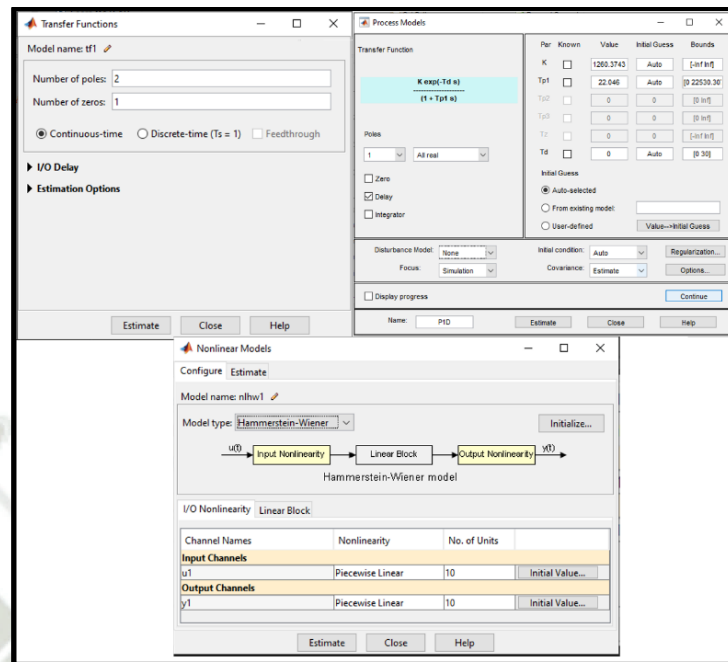 Transfer Functions
Model name: tf1
Number of poles: 2
Number of zeros: 1
Continuous-time Discrete-time (Ts = 1) Feedthrough
I/O Delay
Estimation Options
Estimate Close Help
Process Models
Transfer Function
K exp(-Td s)
(1 + Tp1 s)
Poles
1 All real
Zero
Delay
Integrator
Par Known Value Initial Guess Bounds
K 1260.3743 Auto [-Inf Inf]
Tp1 22.046 Auto [0 22530.30
Tp2 0 0 [0 Inf]
Tp3 0 0 [0 Inf]
Tz 0 0 [-Inf Inf]
Td 0 Auto [0 30]
Initial Guess
Auto-selected
From existing model:
User-defined Value-->Initial Guess
Disturbance Model: None Initial condition: Auto Regularization...
Focus: Simulation Covariance: Estimate Options...
Display progress Continue
Name: P1D Estimate Close Help
Nonlinear Models
Configure Estimate
Model name: nlhw1
Model type: Hammerstein-Wiener Initialize...
u(t) Input Nonlinearity Linear Block Output Nonlinearity y(t)
Hammerstein-Wiener model
I/O Nonlinearity Linear Block
Channel Names Nonlinearity No. of Units
Input Channels
u1 Piecewise Linear 10 Initial Value...
Output Channels
y1 Piecewise Linear 10 Initial Value...
Estimate Close Help